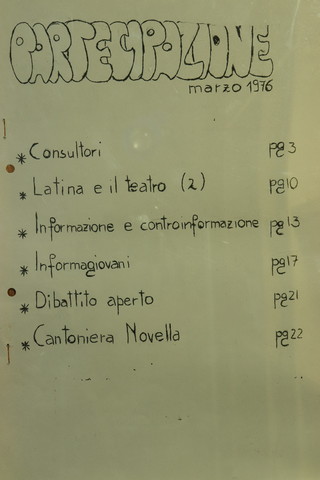 PARTECIPAZIONE
marzo 1976
* Consultori pg 3
* Latina e il teatro (2) pg 10
* Informazione e controinformazione pg 13
* Informagiovani pg 17
* Dibattito aperto pg 21
* Cantoniera Novella pg 22